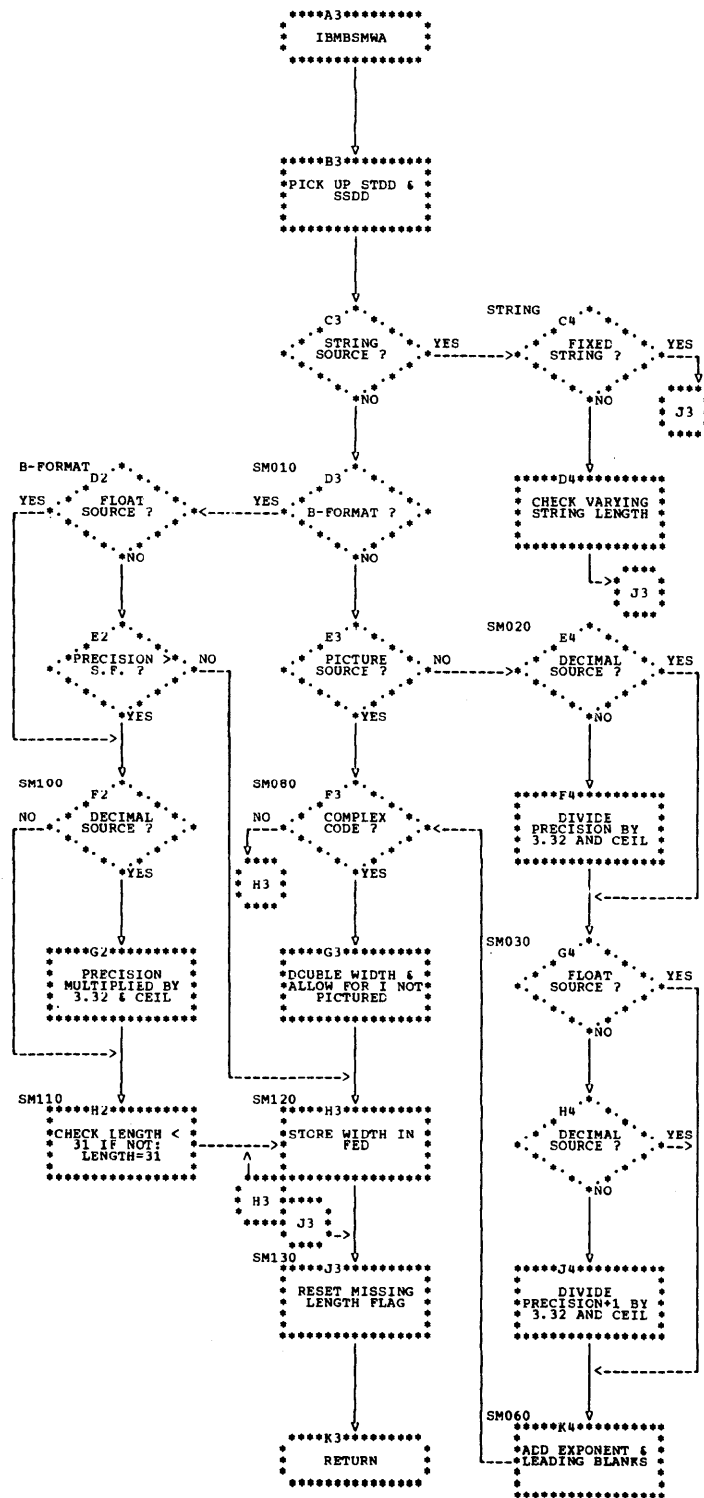 A3
IBMBSMWA
B3
PICK UP STDD &
SSDD
C3
STRING
SOURCE ?
YES
NO
STRING
C4
FIXED
STRING ?
YES
NO
J3
D4
CHECK VARYING
STRING LENGTH
J3
B-FORMAT
D2
YES
FLOAT
SOURCE ?
NO
SM010
D3
YES
B-FORMAT ?
NO
E2
PRECISION >
S.F. ?
NO
YES
E3
PICTURE
SOURCE ?
NO
YES
SM020
E4
DECIMAL
SOURCE ?
YES
NO
SM100
F2
NO
DECIMAL
SOURCE ?
YES
SM080
F3
NO
COMPLEX
CODE ?
YES
H3
F4
DIVIDE
PRECISION BY
3.32 AND CEIL
G2
PRECISION
MULTIPLIED BY
3.32 & CEIL
G3
DOUBLE WIDTH &
ALLOW FOR I NOT
PICTURED
SM030
G4
FLOAT
SOURCE ?
YES
NO
SM110
H2
CHECK LENGTH <
31 IF NOT:
LENGTH=31
SM120
H3
STORE WIDTH IN
FED
H4
DECIMAL
SOURCE ?
YES
NO
H3
J3
SM130
J3
RESET MISSING
LENGTH FLAG
J4
DIVIDE
PRECISION+1 BY
3.32 AND CEIL
K3
RETURN
SM060
K4
ADD EXPONENT &
LEADING BLANKS